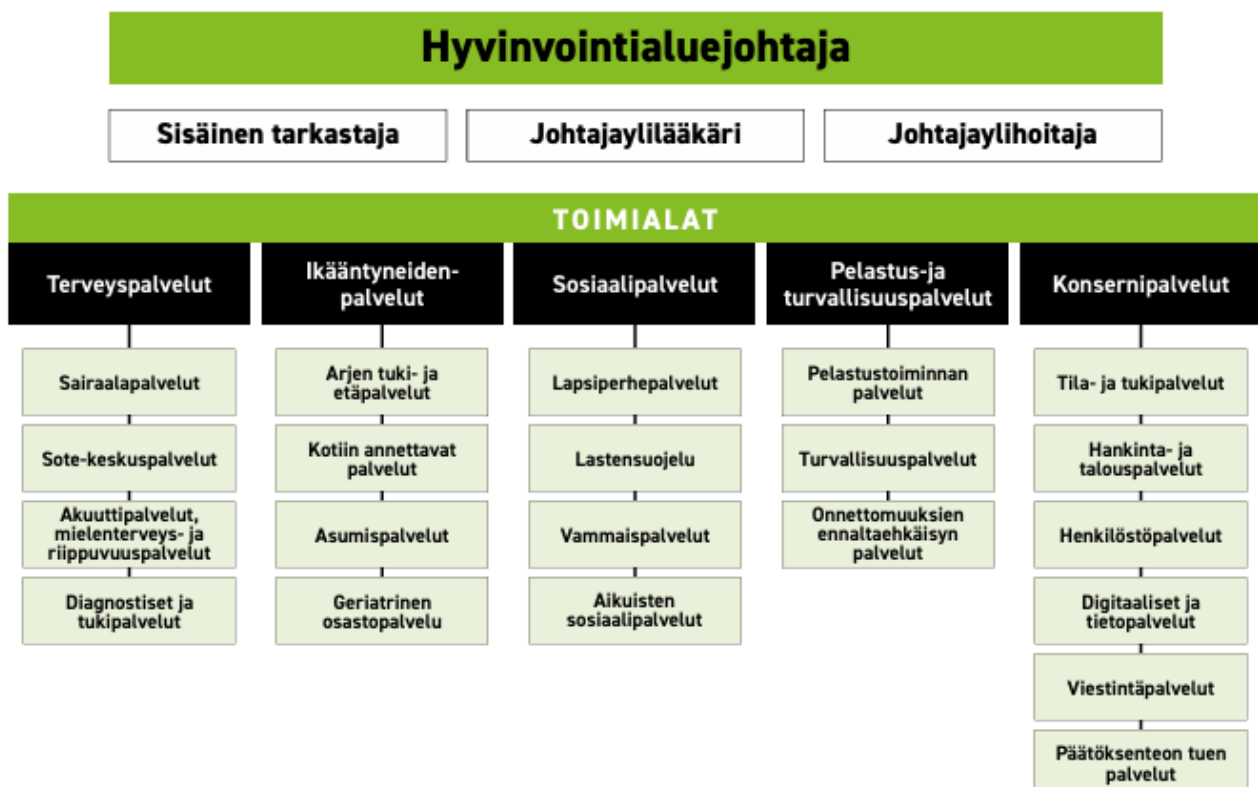 Hyvinvointialuejohtaja
Sisäinen tarkastaja
Johtajaylilääkäri
Johtajaylihoitaja
TOIMIALAT
Terveyspalvelut
Sairaalapalvelut
Sote-keskuspalvelut
Akuuttipalvelut,
mielenterveys- ja
riippuvuuspalvelut
Diagnostiset ja
tukipalvelut
Ikääntyneiden-
palvelut
Arjen tuki- ja
etäpalvelut
Kotiin annettavat
palvelut
Asumispalvelut
Geriatrinen
osastopalvelu
Sosiaalipalvelut
Lapsiperhepalvelut
Lastensuojelu
Vammaispalvelut
Aikuisten
sosiaalipalvelut
Pelastus-ja
turvallisuuspalvelut
Pelastustoiminnan
palvelut
Turvallisuuspalvelut
Onnettomuuksien
ennaltaehkäisyn
palvelut
Konsernipalvelut
Tila- ja tukipalvelut
Hankinta- ja
talouspalvelut
Henkilöstöpalvelut
Digitaaliset ja
tietopalvelut
Viestintäpalvelut
Päätöksenteon tuen
palvelut